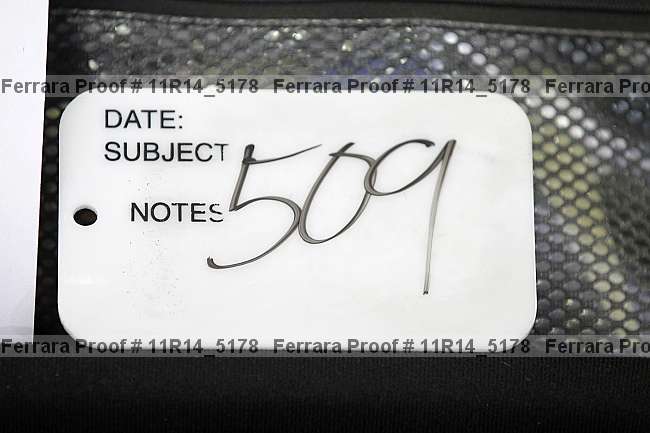 Ferrara Proof # 11R14_5178 Ferrara Proof # 11R14_5178 Ferrara Proof #
DATE:
SUBJECT
509
NOTES
Ferrara Proof # 11R14_5178 Ferrara Proof # 11R14_5178 Ferrara Proof #